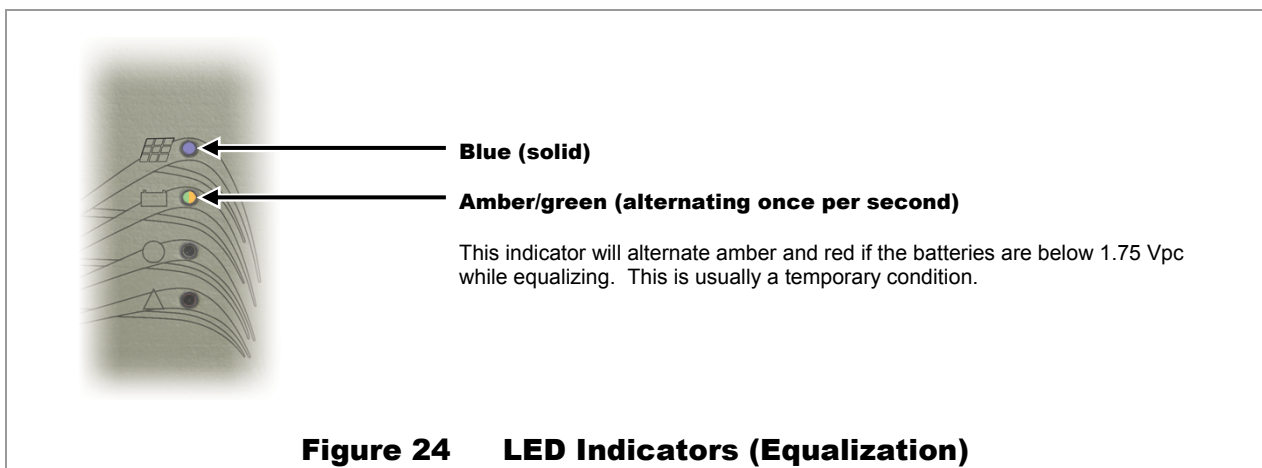 Blue (solid)
Amber/green (alternating once per second)
This indicator will alternate amber and red if the batteries are below 1.75 Vpc
while equalizing.  This is usually a temporary condition.
Figure 24 LED Indicators (Equalization)